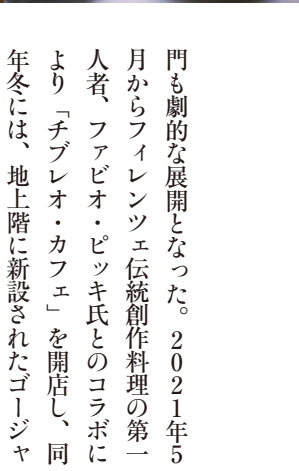 門も劇的な展開となった。2021年5
月からフィレンツェ伝統創作料理の第一
人者、ファビオ・ピッキ氏とのコラボに
より「チブレオ・カフェ」を開店し、同
年冬には、地上階に新設されたゴージャ